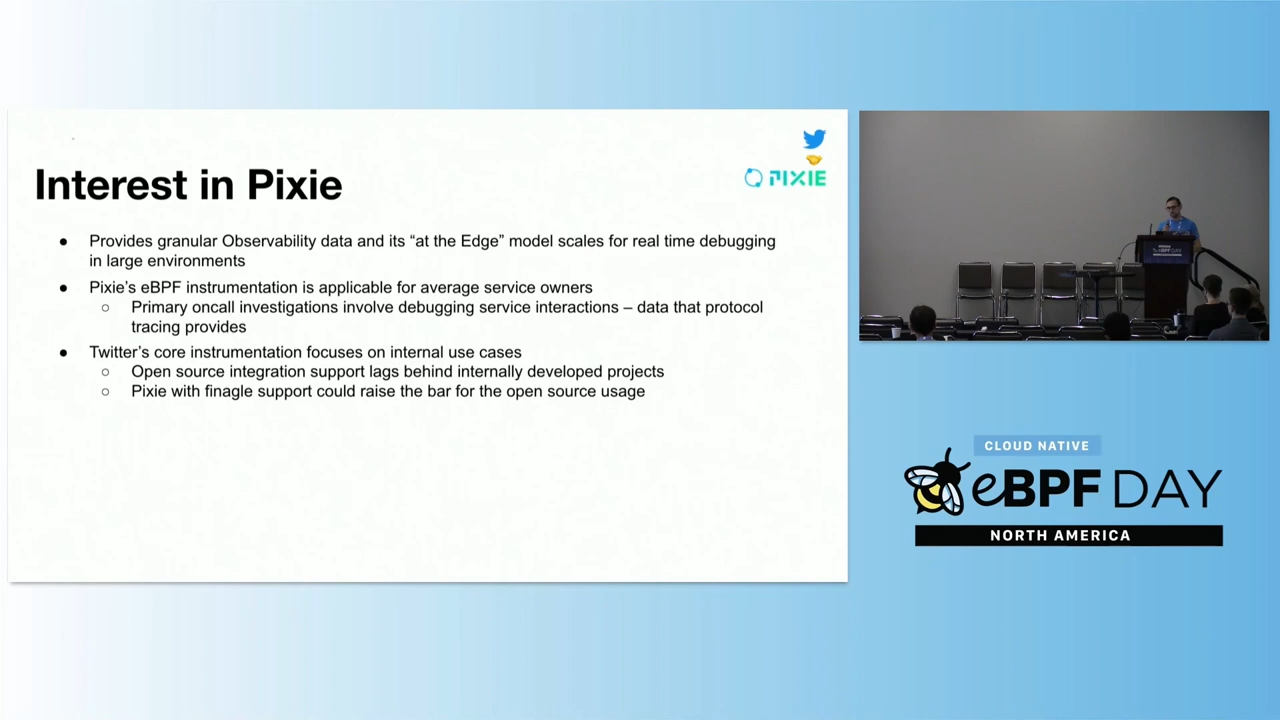 PIXIE
Interest in Pixie
● Provides granular Observability data and its “at the Edge” model scales for real time debugging
in large environments
● Pixie’s eBPF instrumentation is applicable for average service owners
○ Primary oncall investigations involve debugging service interactions – data that protocol
tracing provides
● Twitter’s core instrumentation focuses on internal use cases
○ Open source integration support lags behind internally developed projects
○ Pixie with finagle support could raise the bar for the open source usage
eBPF DAY
CLOUD NATIVE
eBPF DAY
NORTH AMERICA